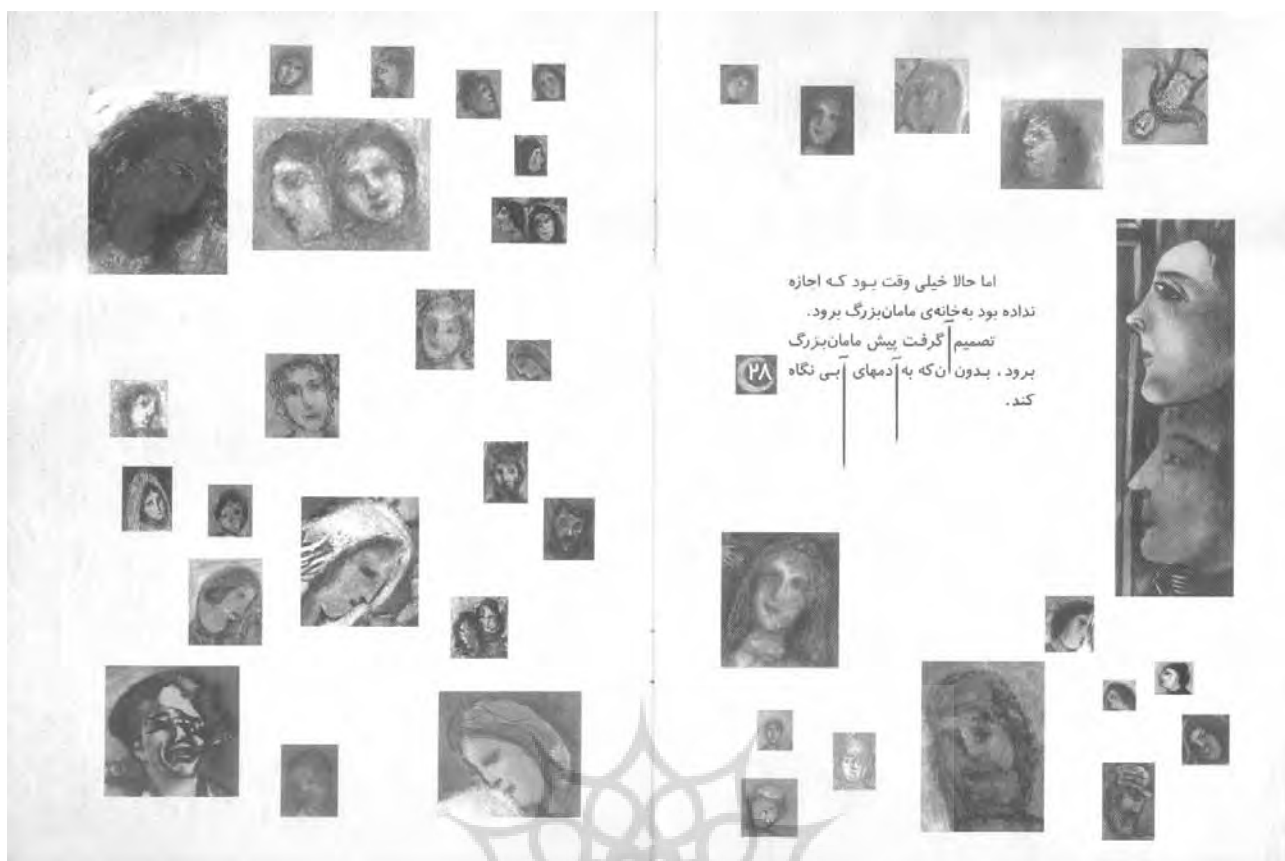 اما حالا خیلی وقت بود که اجازه
نداده بود به خانه‌ی مامان‌بزرگ برود.
تصمیم گرفت پیش مامان‌بزرگ
برود، بدون آن‌که به آدمهای آبی نگاه
کند.
۲۸